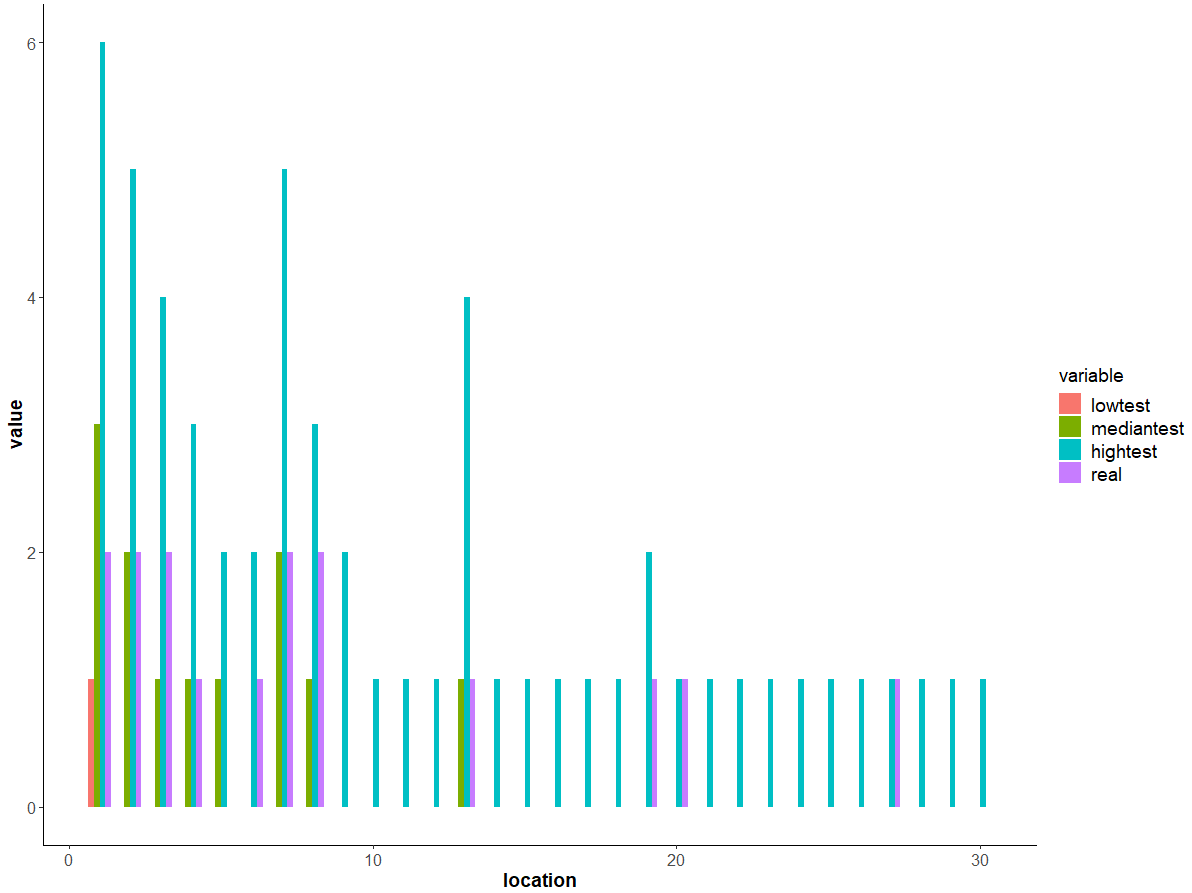 6
4
2
0
value
0 10 20 30
location
variable
lowtest
mediantest
hightest
real